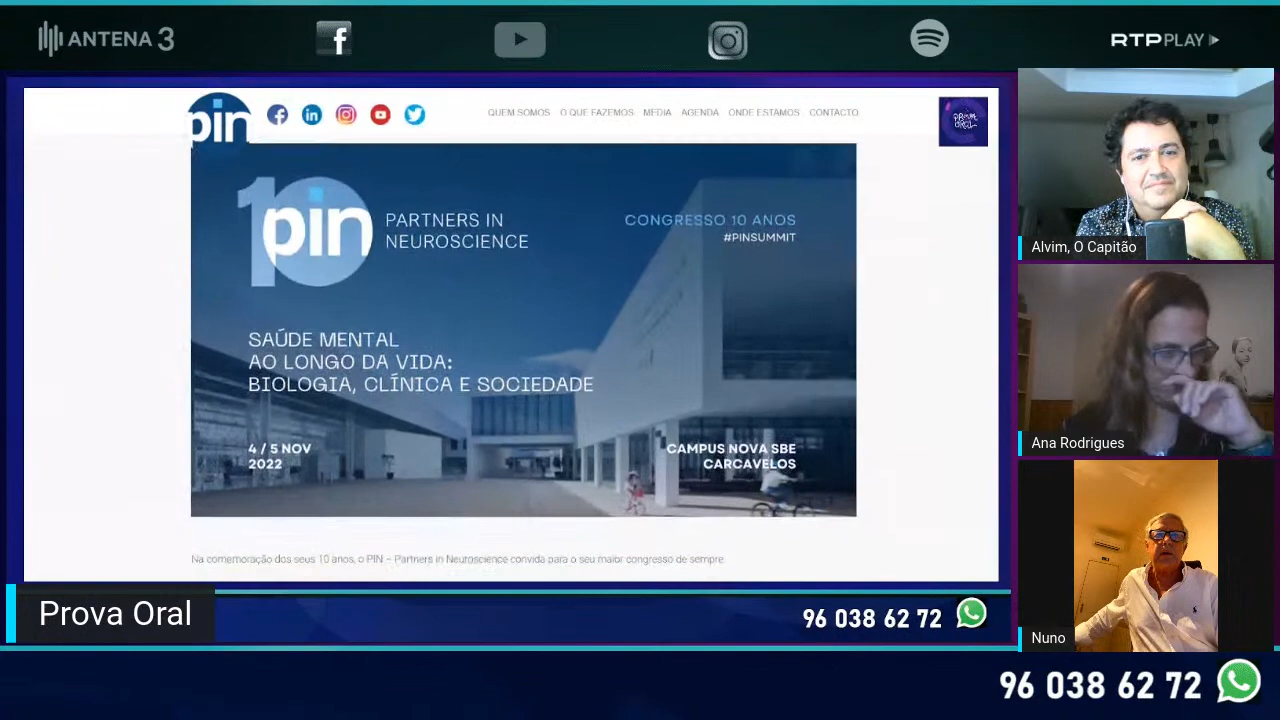 ANTENA 3
RTP PLAY
pin
QUEM SOMOS O QUE FAZEMOS MEDIA AGENDA ONDE ESTAMOS CONTACTO
PROVA ORAL
10
pin
PARTNERS IN
NEUROSCIENCE
CONGRESSO 10 ANOS
#PINSUMMIT
SAÚDE MENTAL
AO LONGO DA VIDA:
BIOLOGIA, CLÍNICA E SOCIEDADE
4 / 5 NOV
2022
CAMPUS NOVA SBE
CARCAVELOS
Na comemoração dos seus 10 anos, o PIN – Partners in Neuroscience convida para o seu maior congresso de sempre.
Alvim, O Capitão
Ana Rodrigues
Nuno
Prova Oral
96 038 62 72
96 038 62 72